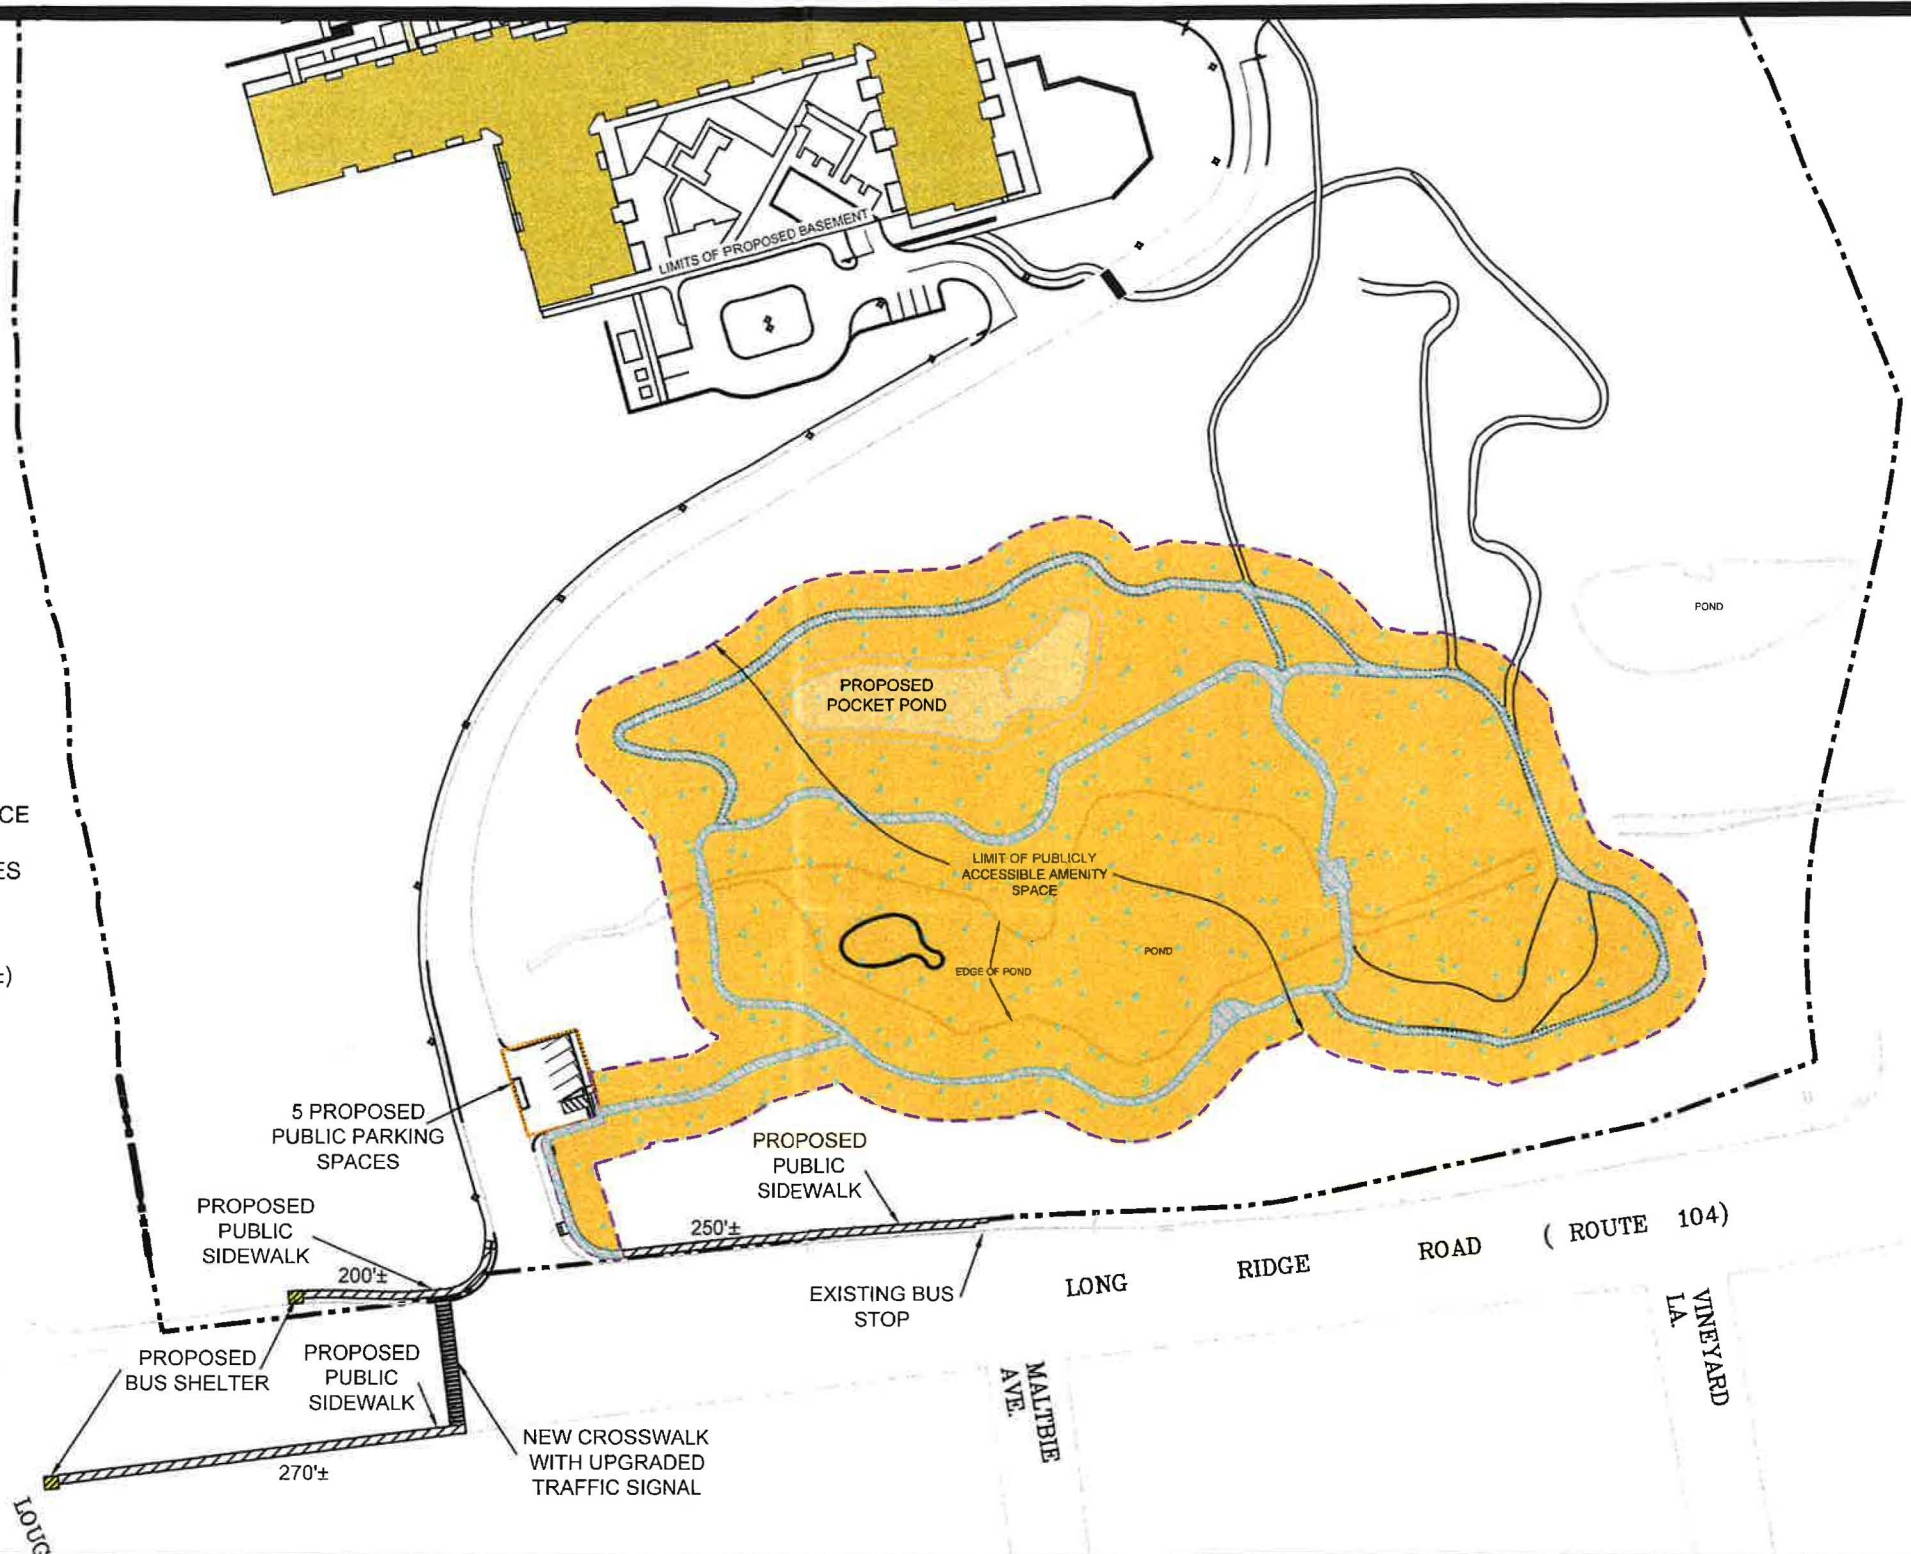 LIMITS OF PROPOSED BASEMENT
POND
PROPOSED
POCKET POND
CE
ES
LIMIT OF PUBLICLY
ACCESSIBLE AMENITY
SPACE
POND
EDGE OF POND
±)
5 PROPOSED
PUBLIC PARKING
SPACES
PROPOSED
PUBLIC
SIDEWALK
PROPOSED
PUBLIC
SIDEWALK
250'±
200'±
LONG RIDGE ROAD ( ROUTE 104)
EXISTING BUS
STOP
PROPOSED
BUS SHELTER
PROPOSED
PUBLIC
SIDEWALK
MALTBIE
AVE.
VINEYARD
LA.
NEW CROSSWALK
WITH UPGRADED
TRAFFIC SIGNAL
270'±
LOUG